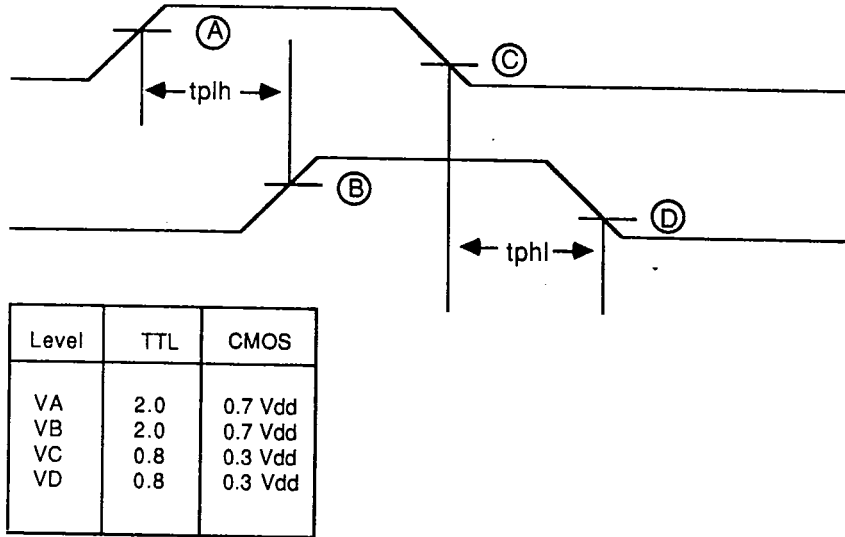 A
C
tplh
B
D
tphl
Level TTL CMOS
VA 2.0 0.7 Vdd
VB 2.0 0.7 Vdd
VC 0.8 0.3 Vdd
VD 0.8 0.3 Vdd